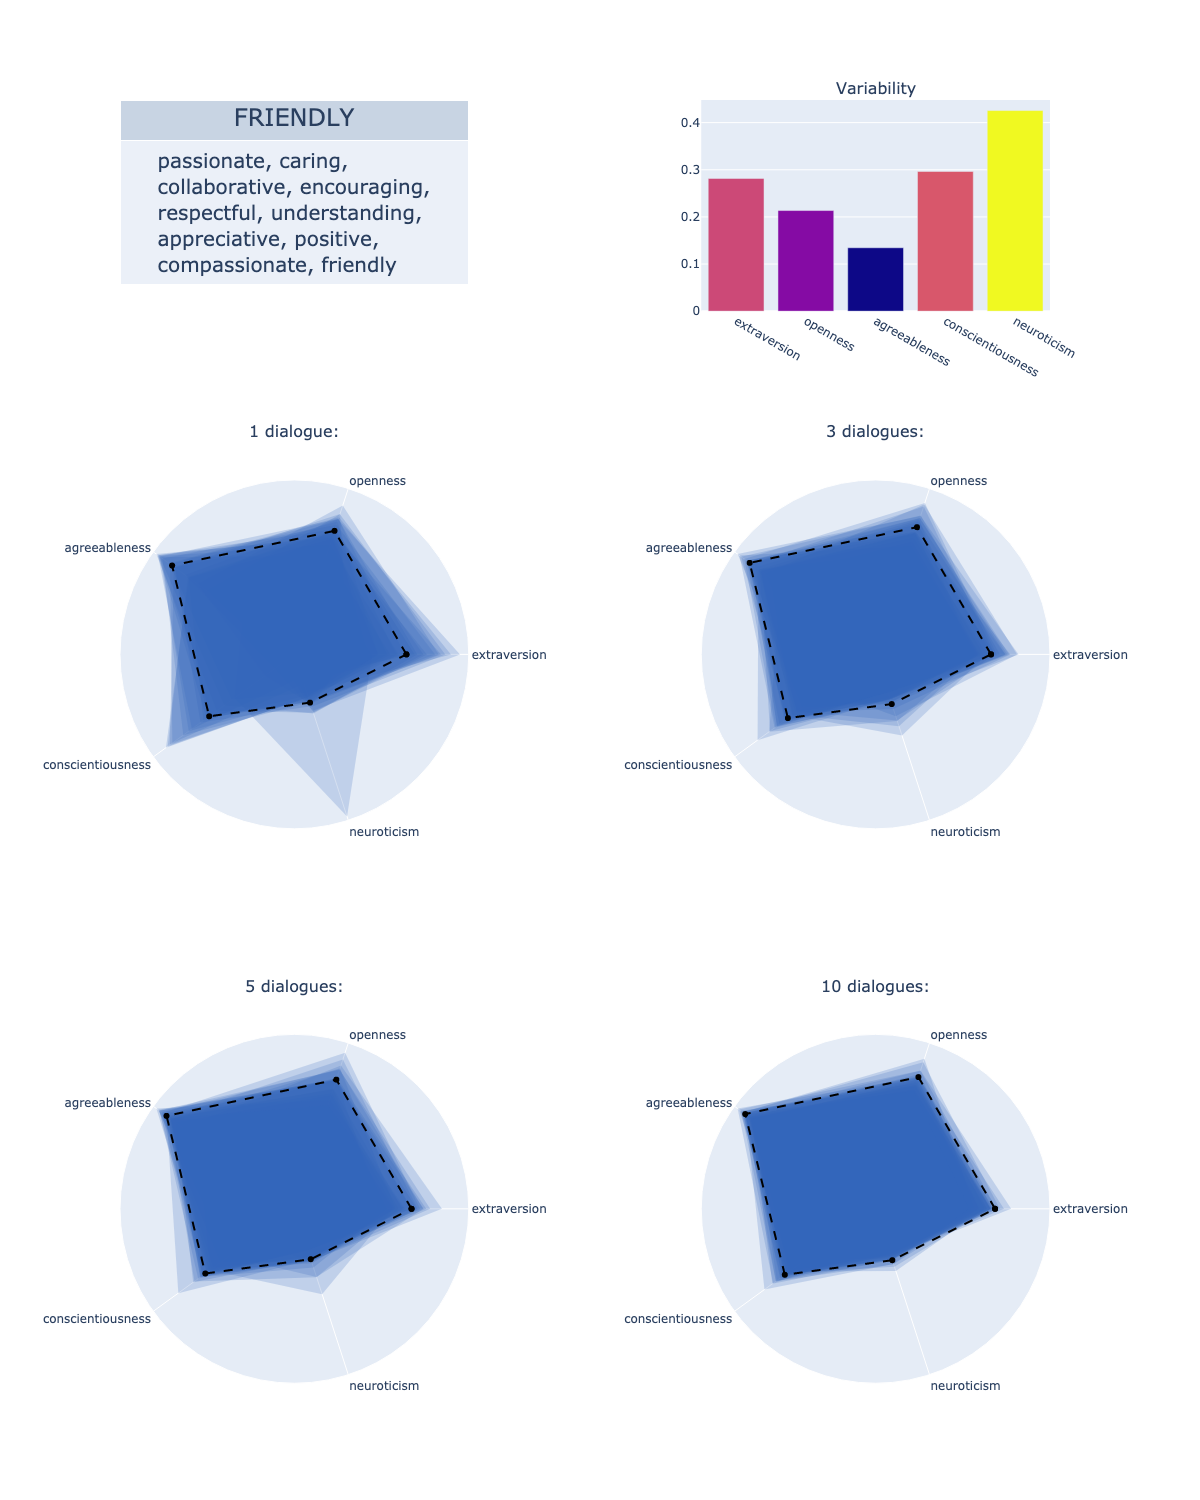 FRIENDLY
passionate, caring,
collaborative, encouraging,
respectful, understanding,
appreciative, positive,
compassionate, friendly
Variability
0.4
0.3
0.2
0.1
0
extraversion
openness
agreeableness
conscientiousness
neuroticism
1 dialogue:
openness
agreeableness
extraversion
conscientiousness
neuroticism
3 dialogues:
openness
agreeableness
extraversion
conscientiousness
neuroticism
5 dialogues:
openness
agreeableness
extraversion
conscientiousness
neuroticism
10 dialogues:
openness
agreeableness
extraversion
conscientiousness
neuroticism